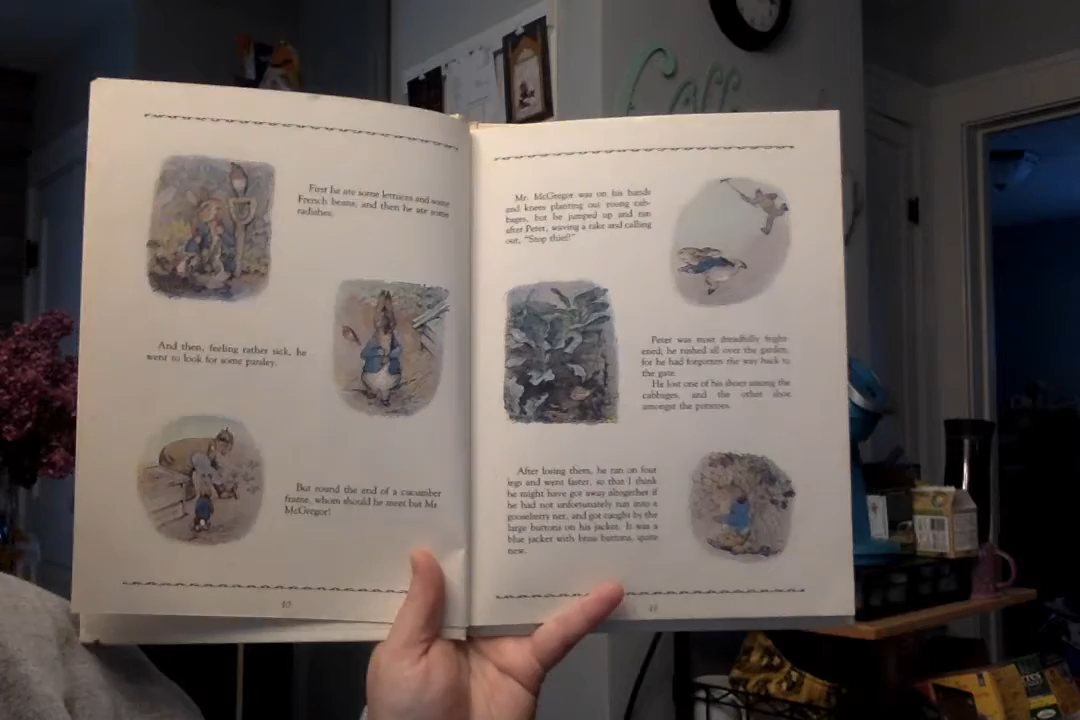 First he ate some lettuces and some
French beans; and then he ate some
radishes;
And then, feeling rather sick, he
went to look for some parsley.
But round the end of a cucumber
frame, whom should he meet but Mr
McGregor!
10
Mr. McGregor was on his hands
and knees planting out young cab-
bages, but he jumped up and ran
after Peter, waving a rake and calling
out, "Stop thief!"
Peter was most dreadfully fright-
ened; he rushed all over the garden,
for he had forgotten the way back to
the gate.
He lost one of his shoes among the
cabbages, and the other shoe
amongst the potatoes.
After losing them, he ran on four
legs and went faster, so that I think
he might have got away altogether if
he had not unfortunately run into a
gooseberry net, and got caught by the
large buttons on his jacket. It was a
blue jacket with brass buttons, quite
new.